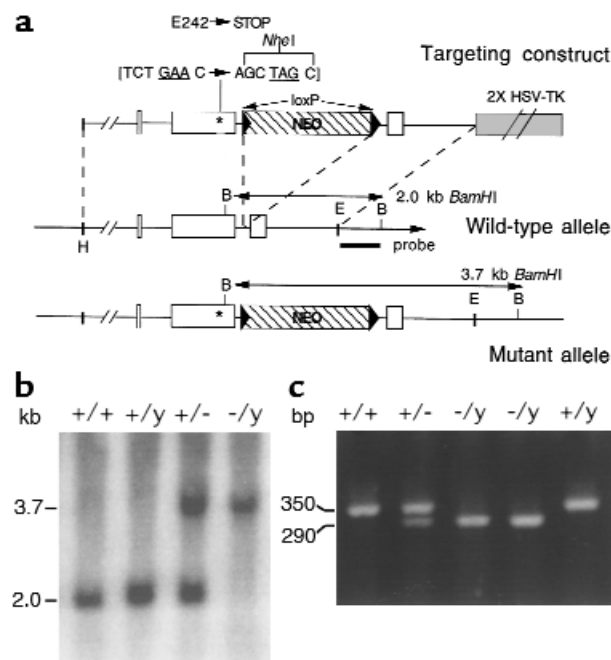 a
E242 STOP
NheI
[TCT GAA C AGC TAG C]
Targeting construct
loxP
2X HSV-TK
*
NEO
B
2.0 kb BamHI
E
B
Wild-type allele
H
probe
3.7 kb BamHI
B
E
B
*
NEO
Mutant allele
b
kb
+/+ +/y +/- -/y
3.7
2.0
c
bp
+/+ +/- -/y -/y +/y
350
290